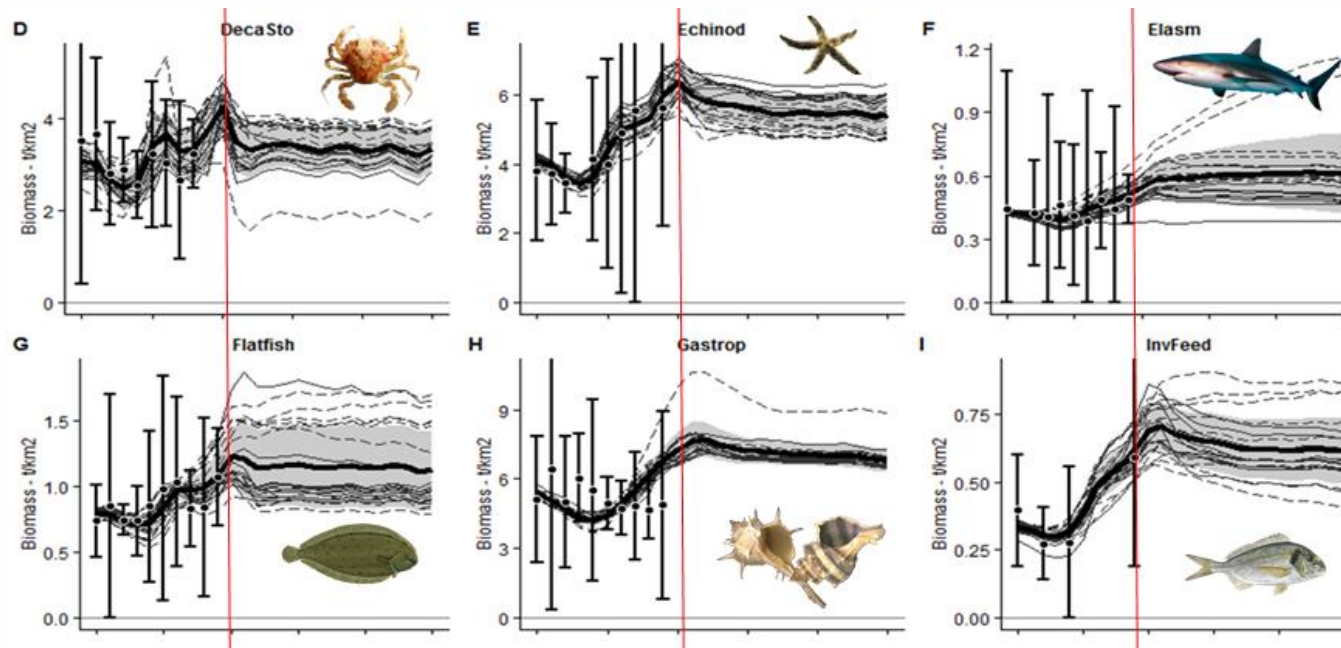 D DecaSto
Biomass - t/km2
4
2
0
E Echinod
Biomass - t/km2
6
4
2
0
F Elasm
Biomass - t/km2
1.2
0.9
0.6
0.3
0.0
G Flatfish
Biomass - t/km2
1.5
1.0
0.5
0.0
H Gastrop
Biomass - t/km2
9
6
3
0
I InvFeed
Biomass - t/km2
0.75
0.50
0.25
0.00